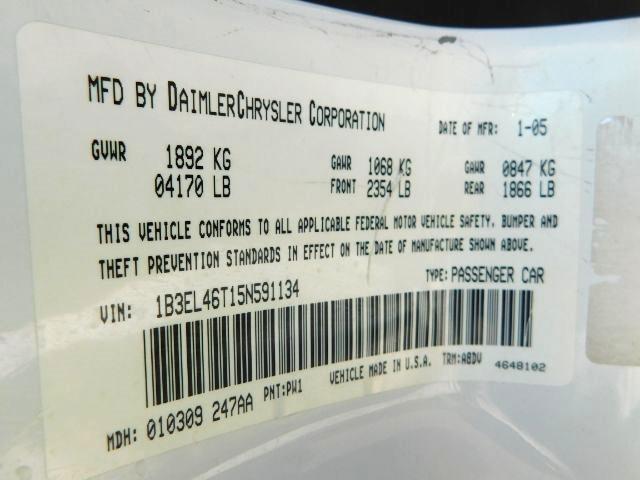 MFD BY DAIMLERCHRYSLER CORPORATION DATE OF MFR: 1-05
GVWR 1892 KG GAWR 1068 KG GAWR 0847 KG
04170 LB FRONT 2354 LB REAR 1866 LB
THIS VEHICLE CONFORMS TO ALL APPLICABLE FEDERAL MOTOR VEHICLE SAFETY, BUMPER AND
THEFT PREVENTION STANDARDS IN EFFECT ON THE DATE OF MANUFACTURE SHOWN ABOVE.
VIN: 1B3EL46T15N591134 TYPE: PASSENGER CAR
MDH: 010309 247AA PNT:PW1 VEHICLE MADE IN U.S.A. TRM:A8DV 4648102